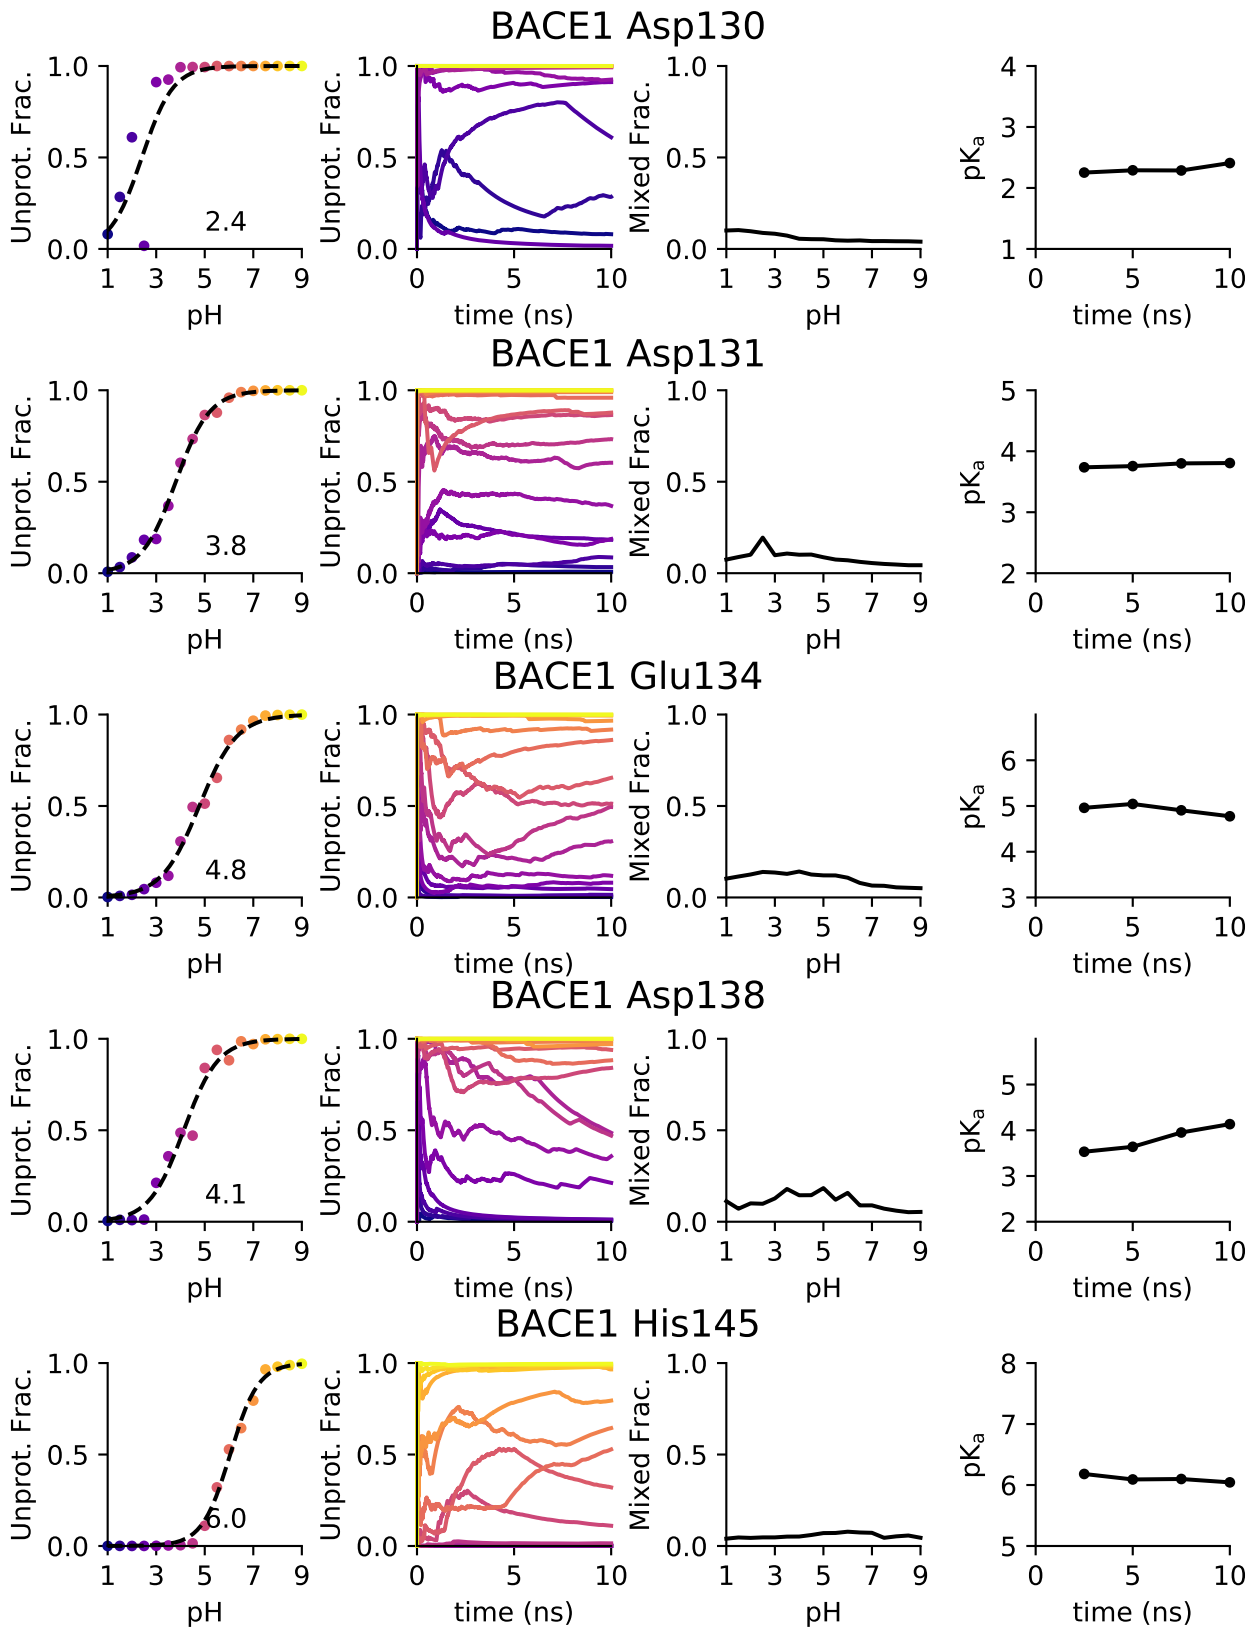 BACE1 Asp130
Unprot. Frac.
1.0
0.5
0.0
2.4
1 3 5 7 9
pH
Unprot. Frac.
1.0
0.5
0.0
0 5 10
time (ns)
Mixed Frac.
1.0
0.5
0.0
1 3 5 7 9
pH
pKa
4
3
2
1
0 5 10
time (ns)
BACE1 Asp131
Unprot. Frac.
1.0
0.5
0.0
3.8
1 3 5 7 9
pH
Unprot. Frac.
1.0
0.5
0.0
0 5 10
time (ns)
Mixed Frac.
1.0
0.5
0.0
1 3 5 7 9
pH
pKa
5
4
3
2
0 5 10
time (ns)
BACE1 Glu134
Unprot. Frac.
1.0
0.5
0.0
4.8
1 3 5 7 9
pH
Unprot. Frac.
1.0
0.5
0.0
0 5 10
time (ns)
Mixed Frac.
1.0
0.5
0.0
1 3 5 7 9
pH
pKa
6
5
4
3
0 5 10
time (ns)
BACE1 Asp138
Unprot. Frac.
1.0
0.5
0.0
4.1
1 3 5 7 9
pH
Unprot. Frac.
1.0
0.5
0.0
0 5 10
time (ns)
Mixed Frac.
1.0
0.5
0.0
1 3 5 7 9
pH
pKa
5
4
3
2
0 5 10
time (ns)
BACE1 His145
Unprot. Frac.
1.0
0.5
0.0
6.0
1 3 5 7 9
pH
Unprot. Frac.
1.0
0.5
0.0
0 5 10
time (ns)
Mixed Frac.
1.0
0.5
0.0
1 3 5 7 9
pH
pKa
8
7
6
5
0 5 10
time (ns)